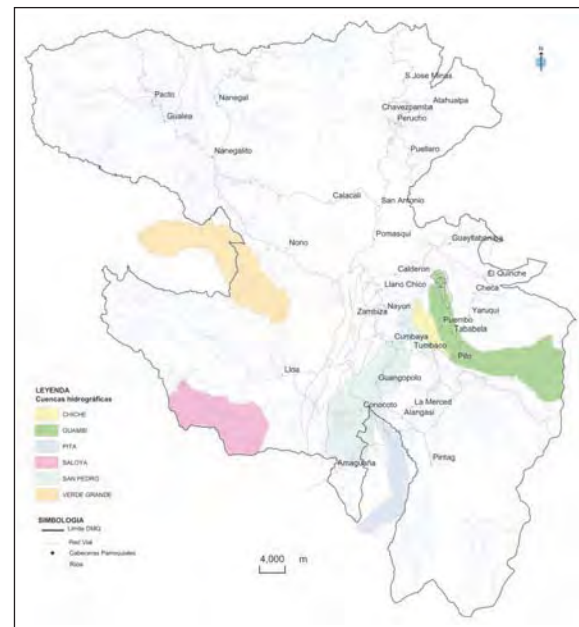 N
S.Jose Minas
Pacto
Nanegal
Atahualpa
Chavezpamba
Gualea
Perucho
Puellaro
Nanegalito
Calacali
San Antonio
Pomasqui
Nono
Guayllabamba
Calderon
El Quinche
Llano Chico
Checa
Nayon
Zambiza
Yaruqui
Puembo
Tababela
Cumbaya
Tumbaco
Pifo
Lloa
Guangopolo
LEYENDA
Cuencas hidrográficas
CHICHE
GUAMBI
PITA
SALOYA
SAN PEDRO
VERDE GRANDE
La Merced
Conocoto
Alangasi
Amaguaña
Pintag
SIMBOLOGIA
Límite DMQ
Red Vial
Cabeceras Parroquiales
Rios
4,000 m